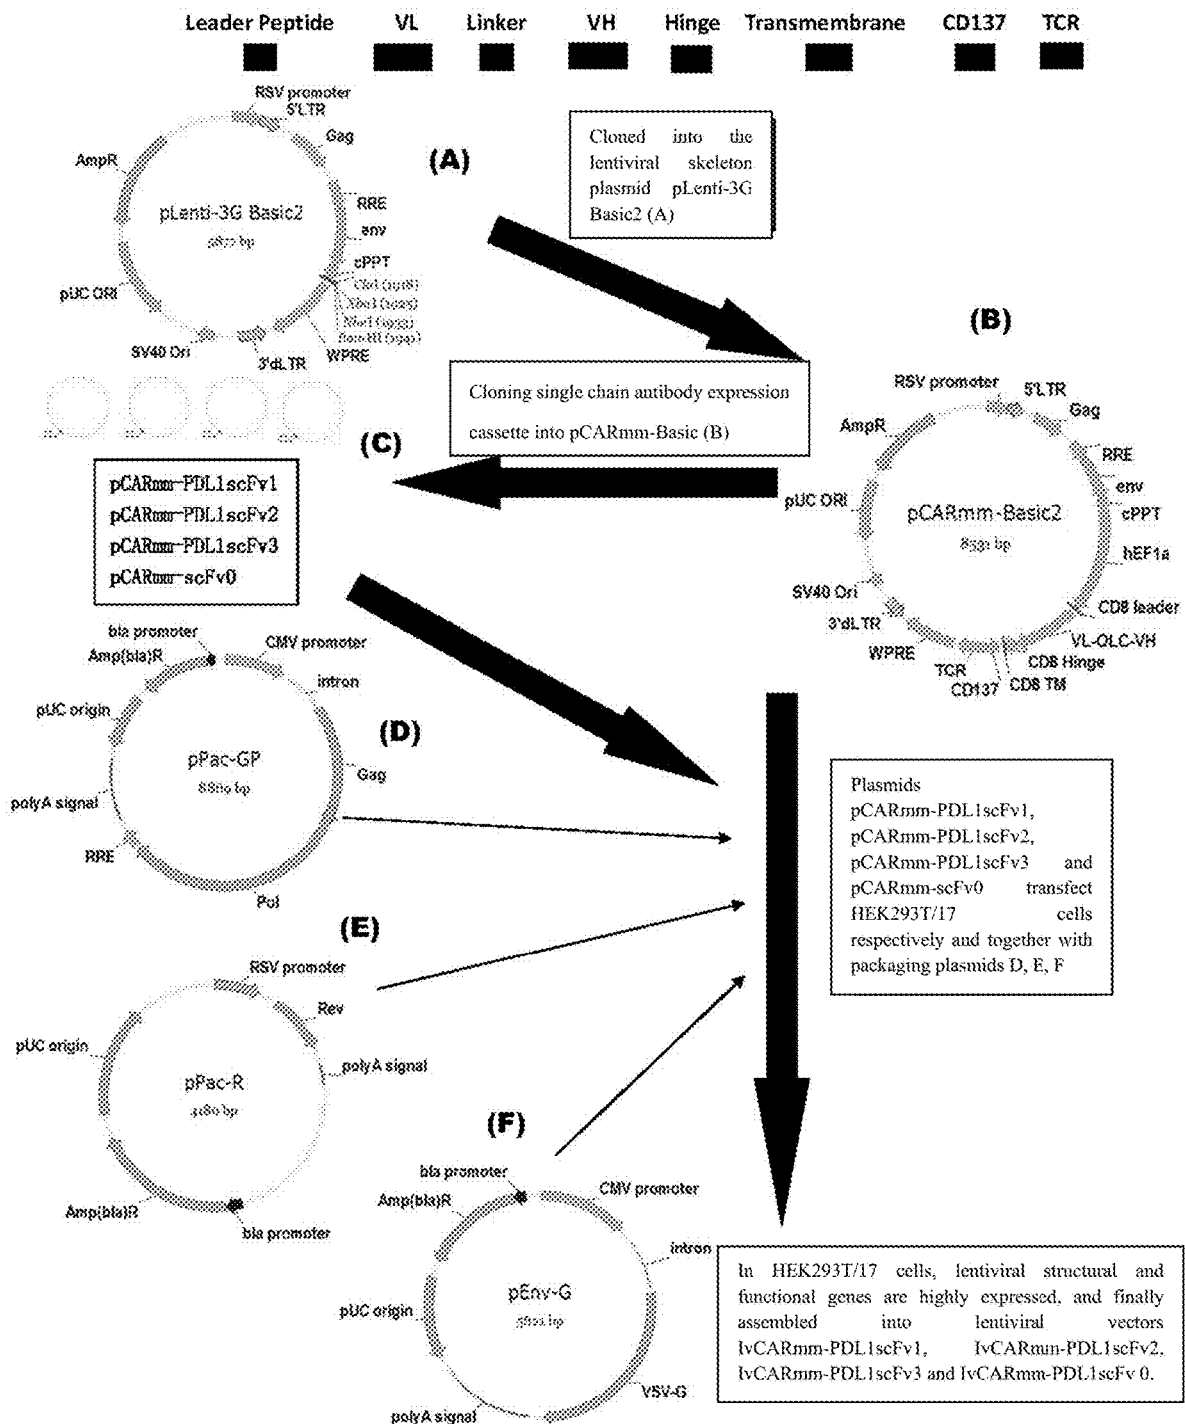 Leader Peptide VL Linker VH Hinge Transmembrane CD137 TCR
RSV promoter
5'LTR
Gag
AmpR
RRE
pLenti-3G Basic2
env
cPPT
pUC ORI
SV40 Ori
3'dLTR
WPRE
(A)
Cloned into the
lentiviral skeleton
plasmid pLenti-3G
Basic2 (A)
(B)
Cloning single chain antibody expression
cassette into pCARmm-Basic (B)
RSV promoter
5'LTR
Gag
AmpR
RRE
env
cPPT
pUC ORI
pCARmm-Basic2
8531 bp
hEF1a
SV40 Ori
CD8 leader
3'dLTR
VL-OLC-VH
WPRE
CD8 Hinge
TCR
CD8 TM
CD137
(C)
pCARmm-PDL1scFv1
pCARmm-PDL1scFv2
pCARmm-PDL1scFv3
pCARmm-scFv0
bla promoter
CMV promoter
Amp(bla)R
intron
pUC origin
(D)
pPac-GP
8889 bp
Gag
polyA signal
RRE
Pol
Plasmids
pCARmm-PDL1scFv1,
pCARmm-PDL1scFv2,
pCARmm-PDL1scFv3 and
pCARmm-scFv0 transfect
HEK293T/17 cells
respectively and together with
packaging plasmids D, E, F
(E)
RSV promoter
Rev
pUC origin
polyA signal
pPac-R
4180 bp
Amp(bla)R
bla promoter
(F)
bla promoter
CMV promoter
Amp(bla)R
intron
pUC origin
pEnv-G
VSV-G
polyA signal
In HEK293T/17 cells, lentiviral structural and
functional genes are highly expressed, and finally
assembled into lentiviral vectors
lvCARmm-PDL1scFv1, lvCARmm-PDL1scFv2,
lvCARmm-PDL1scFv3 and lvCARmm-PDL1scFv 0.